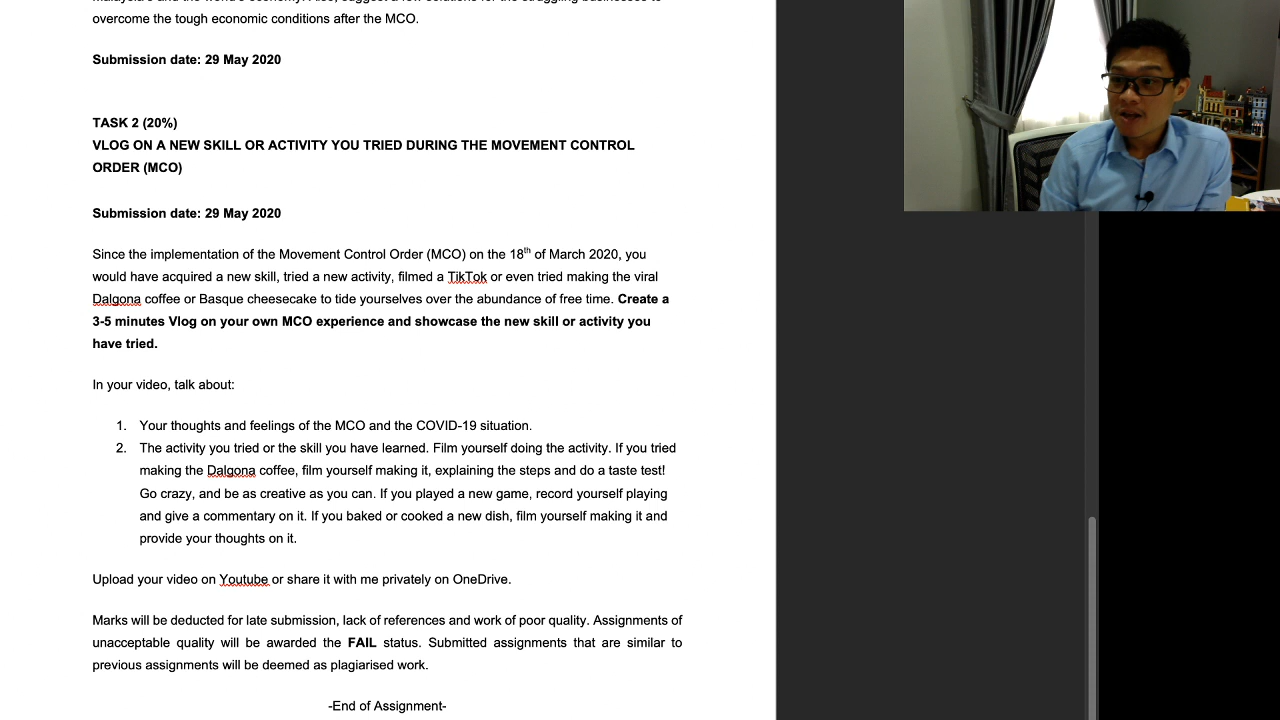 overcome the tough economic conditions after the MCO.
Submission date: 29 May 2020
TASK 2 (20%)
VLOG ON A NEW SKILL OR ACTIVITY YOU TRIED DURING THE MOVEMENT CONTROL
ORDER (MCO)
Submission date: 29 May 2020
Since the implementation of the Movement Control Order (MCO) on the 18th of March 2020, you
would have acquired a new skill, tried a new activity, filmed a TikTok or even tried making the viral
Dalgona coffee or Basque cheesecake to tide yourselves over the abundance of free time. Create a
3-5 minutes Vlog on your own MCO experience and showcase the new skill or activity you
have tried.
In your video, talk about:
1. Your thoughts and feelings of the MCO and the COVID-19 situation.
2. The activity you tried or the skill you have learned. Film yourself doing the activity. If you tried
making the Dalgona coffee, film yourself making it, explaining the steps and do a taste test!
Go crazy, and be as creative as you can. If you played a new game, record yourself playing
and give a commentary on it. If you baked or cooked a new dish, film yourself making it and
provide your thoughts on it.
Upload your video on Youtube or share it with me privately on OneDrive.
Marks will be deducted for late submission, lack of references and work of poor quality. Assignments of
unacceptable quality will be awarded the FAIL status. Submitted assignments that are similar to
previous assignments will be deemed as plagiarised work.
-End of Assignment-